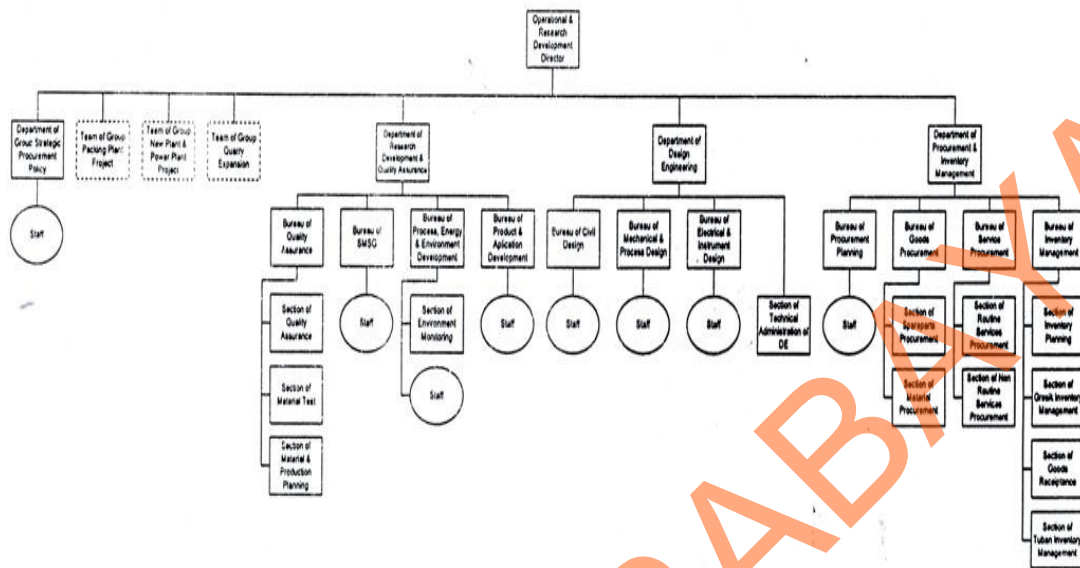 Operational &
Research
Development
Director
Department of
Group Strategic
Procurement
Policy
Team of Group
Packing Plant
Project
Team of Group
New Plant &
Power Plant
Project
Team of Group
Quarry
Expansion
Department of
Research
Development &
Quality Assurance
Department of
Design
Engineering
Department of
Procurement &
Inventory
Management
Staff
Bureau of
Quality
Assurance
Bureau of
SMSG
Bureau of
Process, Energy
& Environment
Development
Bureau of
Product &
Aplication
Development
Bureau of Civil
Design
Bureau of
Mechanical &
Process Design
Bureau of
Electrical &
Instrument
Design
Bureau of
Procurement
Planning
Bureau of
Goods
Procurement
Bureau of
Service
Procurement
Bureau of
Inventory
Management
Section of
Quality
Assurance
Staff
Section of
Environment
Monitoring
Staff
Staff
Staff
Staff
Section of
Technical
Administration of
DE
Staff
Section of
Spareparts
Procurement
Section of
Routine
Services
Procurement
Section of
Inventory
Planning
Section of
Material Test
Staff
Section of
Material
Procurement
Section of Non
Routine
Services
Procurement
Section of
Gresik Inventory
Management
Section of
Material &
Production
Planning
Section of
Goods
Receiptance
Section of
Tuban Inventory
Management
RABAYA